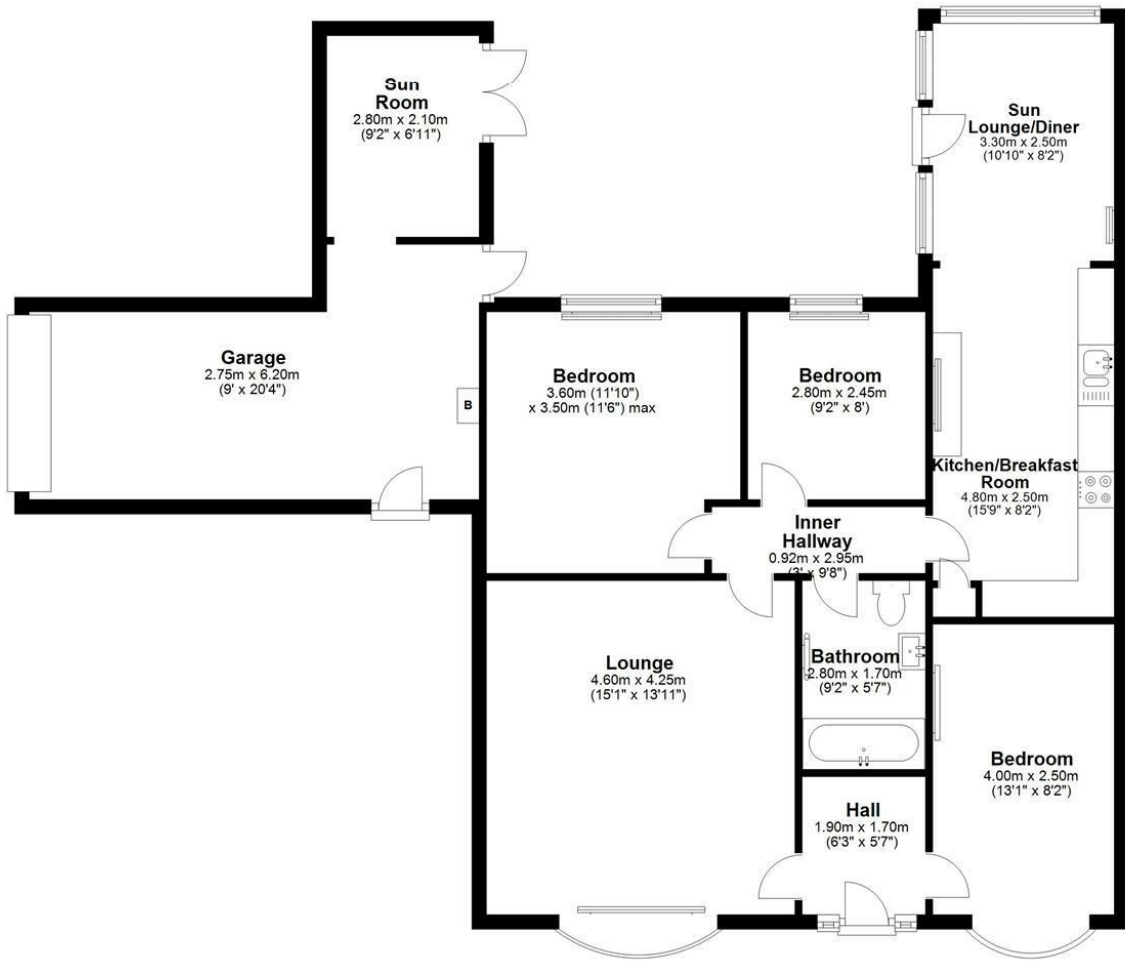 Sun
Room
2.80m x 2.10m
(9'2" x 6'11")
Sun
Lounge/Diner
3.30m x 2.50m
(10'10" x 8'2")
Garage
2.75m x 6.20m
(9' x 20'4")
B
Bedroom
3.60m (11'10")
x 3.50m (11'6") max
Bedroom
2.80m x 2.45m
(9'2" x 8')
Kitchen/Breakfast
Room
4.80m x 2.50m
(15'9" x 8'2")
Inner
Hallway
0.92m x 2.95m
(3' x 9'8")
Lounge
4.60m x 4.25m
(15'1" x 13'11")
Bathroom
2.80m x 1.70m
(9'2" x 5'7")
Bedroom
4.00m x 2.50m
(13'1" x 8'2")
Hall
1.90m x 1.70m
(6'3" x 5'7")